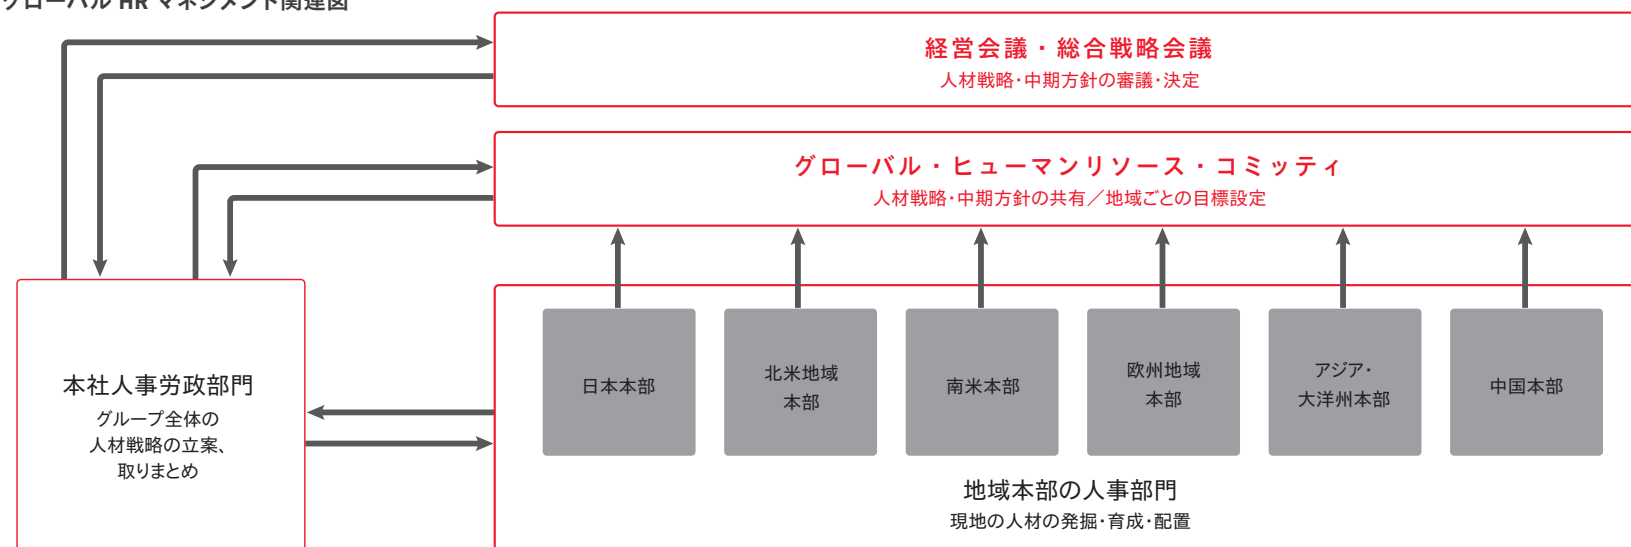 グローバル HR マネジメント関連図
経営会議・総合戦略会議
人材戦略・中期方針の審議・決定
グローバル・ヒューマンリソース・コミッティ
人材戦略・中期方針の共有／地域ごとの目標設定
本社人事労政部門
グループ全体の
人材戦略の立案、
取りまとめ
日本本部
北米地域
本部
南米本部
欧州地域
本部
アジア・
大洋州本部
中国本部
地域本部の人事部門
現地の人材の発掘・育成・配置